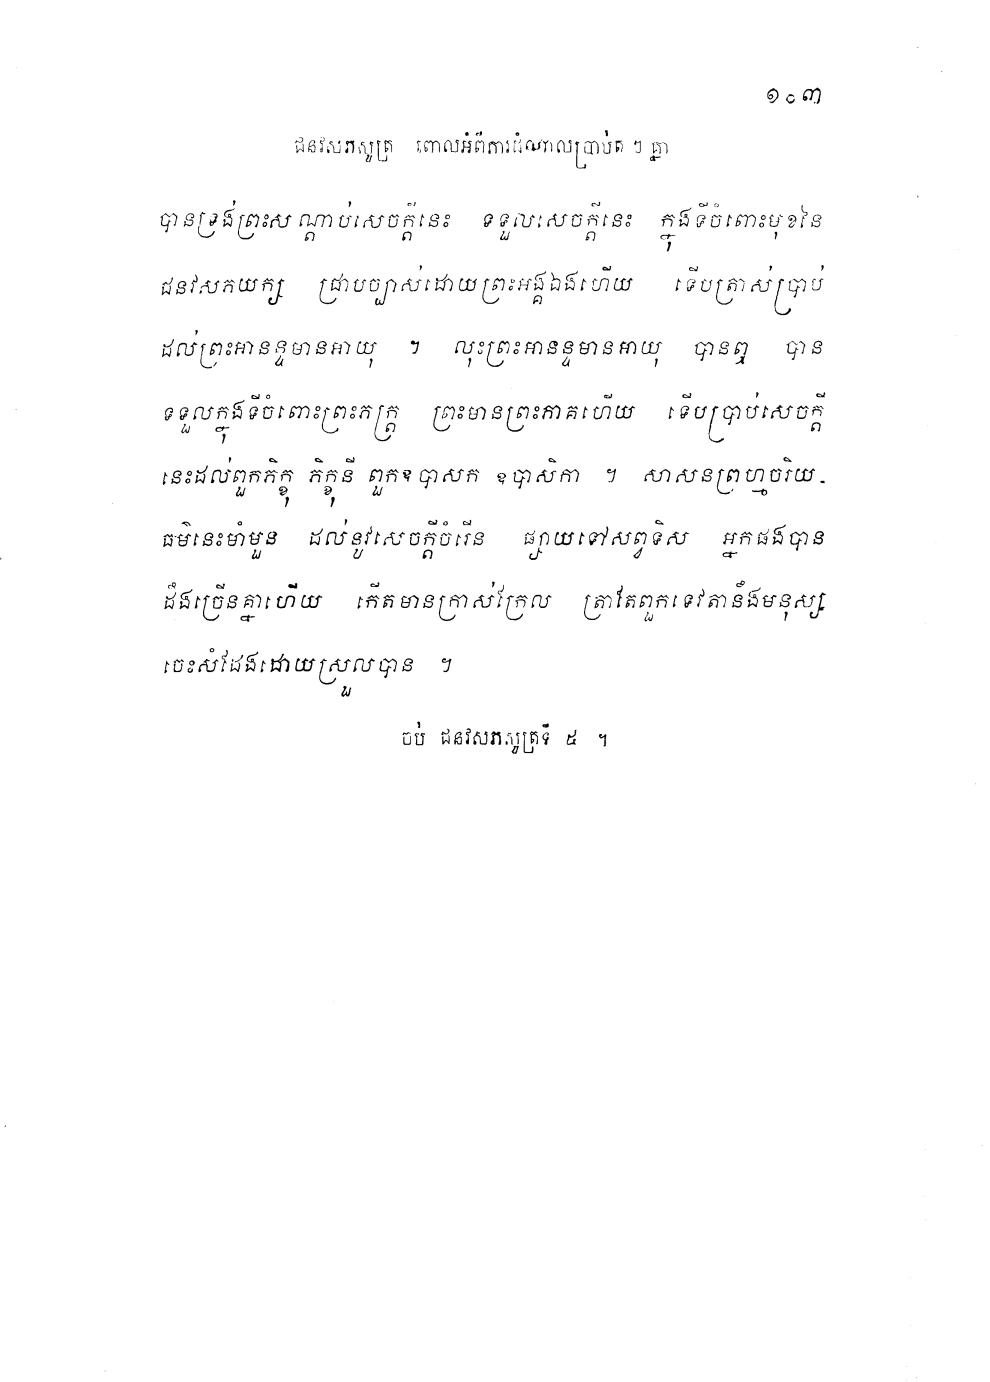 ១០៣
ជនវសភសូត្រ ពោលអំពីការដំណាលប្រាប់ត ៗ គ្នា
បានទ្រង់ព្រះសណ្តាប់សេចក្តីនេះ ទទួលសេចក្តីនេះ ក្នុងទីចំពោះមុខនៃ
ជនវសភយក្ស ជ្រាបច្បាស់ដោយព្រះអង្គឯងហើយ ទើបត្រាស់ប្រាប់
ដល់ព្រះអានន្ទមានអាយុ ។ លុះព្រះអានន្ទមានអាយុ បានឮ បាន
ទទួលក្នុងទីចំពោះព្រះភក្ត្រ ព្រះមានព្រះភាគហើយ ទើបប្រាប់សេចក្តី
នេះដល់ពួកភិក្ខុ ភិក្ខុនី ពួកឧបាសក ឧបាសិកា ។ សាសនព្រហ្មចរិយ-
ធម៌នេះមាំមួន ដល់នូវសេចក្តីចំរើន ផ្សាយទៅសព្វទិស អ្នកផងបាន
ដឹងច្រើនគ្នាហើយ កើតមានក្រាស់ក្រែល ត្រាតែពួកទេវតានឹងមនុស្ស
ចេះសំដែងដោយស្រួលបាន ។
ចប់ ជនវសភសូត្រទី ៥ ។